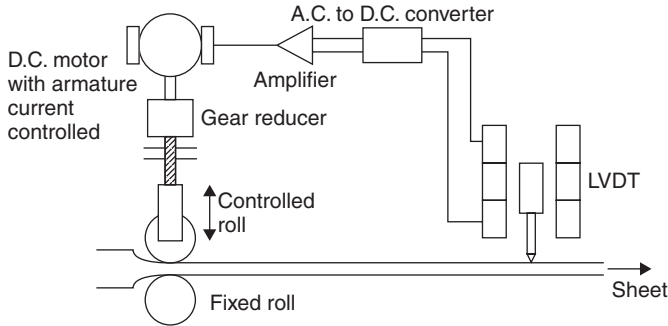 A.C. to D.C. converter
D.C. motor
with armature
current
controlled
Amplifier
Gear reducer
LVDT
Controlled
roll
Sheet
Fixed roll